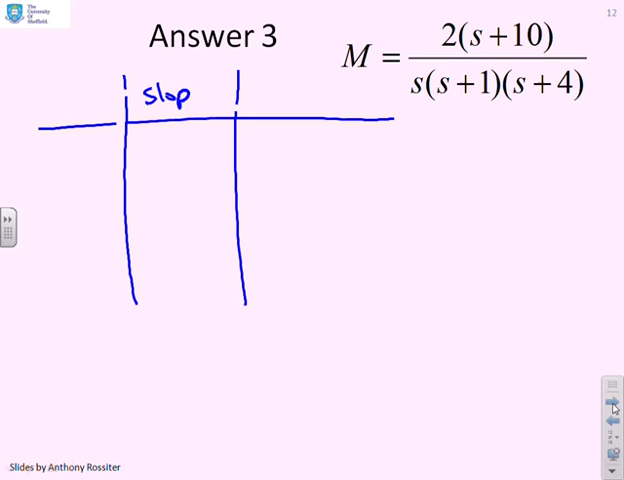 The
University
Of
Sheffield.
12
Answer 3
M = 2(s+10) / s(s+1)(s+4)
slop
Slides by Anthony Rossiter